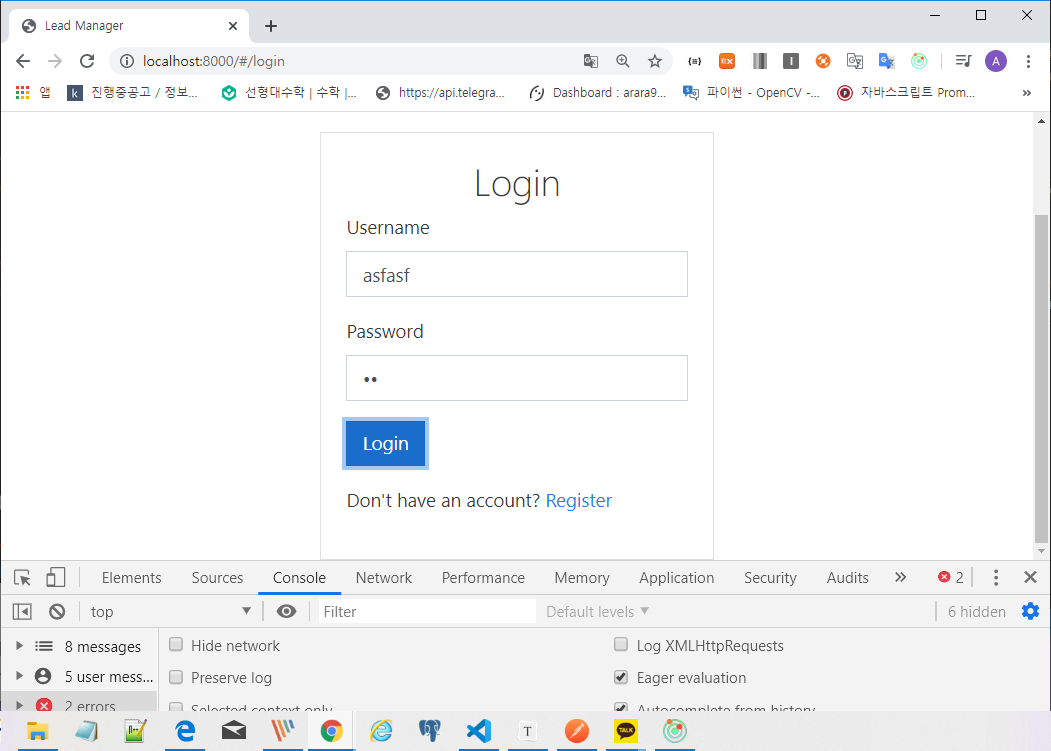 Lead Manager
localhost:8000/#/login
앱
진행중공고 / 정보...
선형대수학 | 수학 |...
https://api.telegra...
Dashboard : arara9...
파이썬 - OpenCV -...
자바스크립트 Prom...
Login
Username
asfasf
Password
••
Login
Don't have an account? Register
Elements Sources Console Network Performance Memory Application Security Audits 2
top Filter Default levels 6 hidden
8 messages
5 user mess...
2 errors
Hide network
Log XMLHttpRequests
Preserve log
Eager evaluation
Selected context only
Autocomplete from history